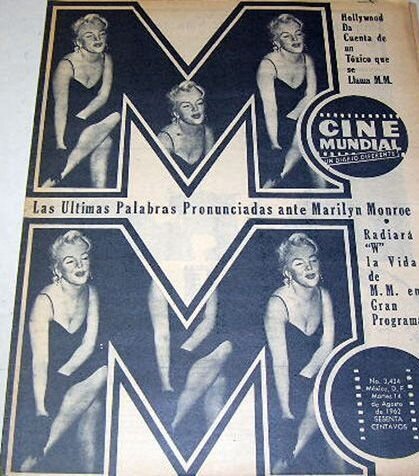 MM
Hollywood
Da
Cuenta de
un
Tóxico que
se
Llama M.M.
CINE
MUNDIAL
UN DIARIO DIFERENTE
Las Ultimas Palabras Pronunciadas ante Marilyn Monroe
Radiará
"W"
la Vida
de
M.M. en
Gran
Programa
No. 3,424
México, D. F.
Martes 14
de Agosto
de 1962
SESENTA
CENTAVOS